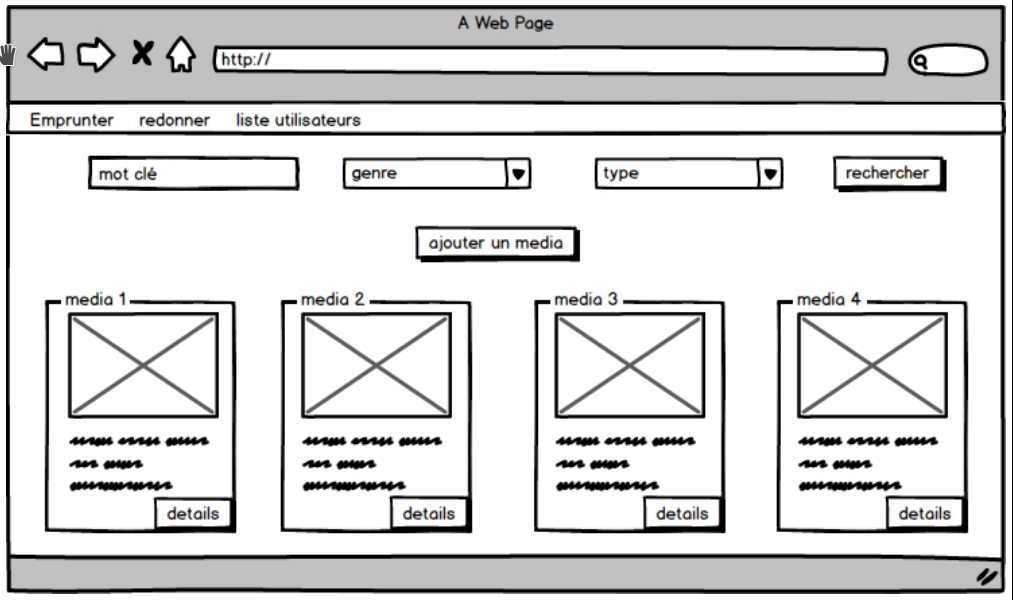 A Web Page
http://
Emprunter redonner liste utilisateurs
mot clé genre type rechercher
ajouter un media
media 1 media 2 media 3 media 4
details details details details